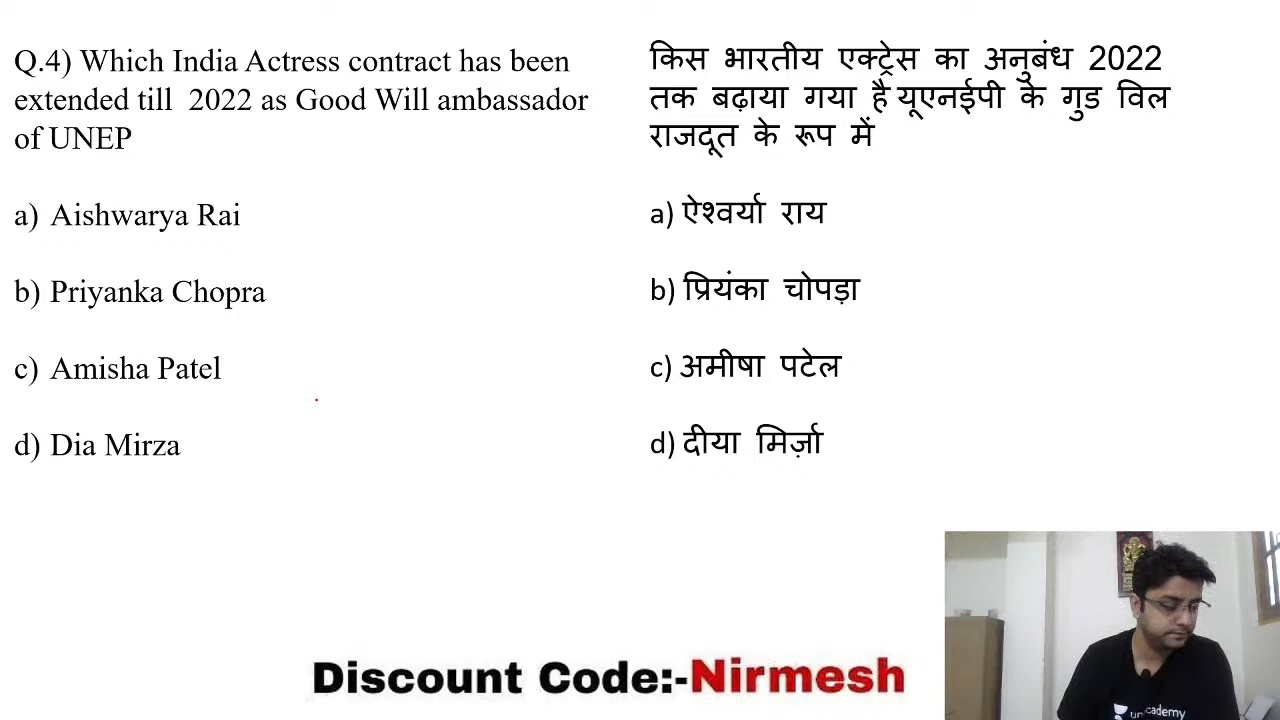 Q.4) Which India Actress contract has been
extended till 2022 as Good Will ambassador
of UNEP
a) Aishwarya Rai
b) Priyanka Chopra
c) Amisha Patel
d) Dia Mirza
किस भारतीय एक्ट्रेस का अनुबंध 2022
तक बढ़ाया गया है यूएनईपी के गुड विल
राजदूत के रूप में
a) ऐश्वर्या राय
b) प्रियंका चोपड़ा
c) अमीषा पटेल
d) दीया मिर्ज़ा
Discount Code:-Nirmesh
unacademy